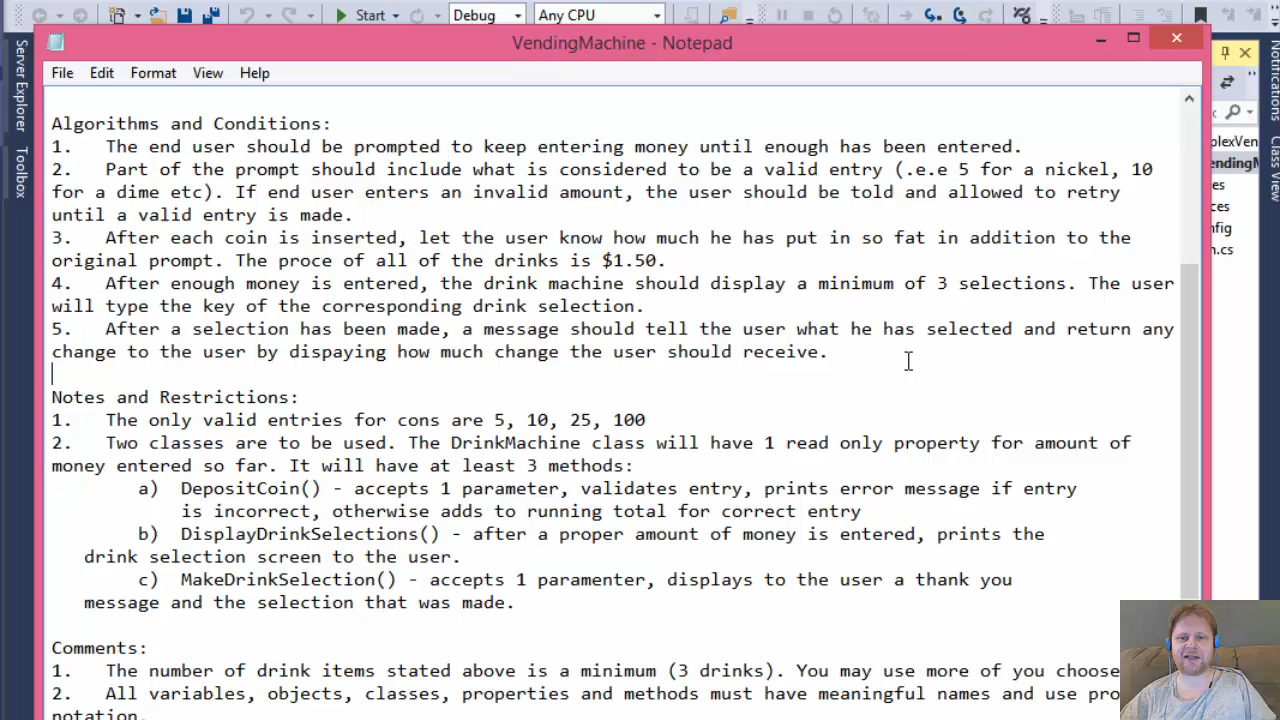 Start
Debug
Any CPU
VendingMachine - Notepad
File Edit Format View Help
Server Explorer
Toolbox
Notifications
Class View
Algorithms and Conditions:
1. The end user should be prompted to keep entering money until enough has been entered.
2. Part of the prompt should include what is considered to be a valid entry (.e.e 5 for a nickel, 10
for a dime etc). If end user enters an invalid amount, the user should be told and allowed to retry
until a valid entry is made.
3. After each coin is inserted, let the user know how much he has put in so fat in addition to the
original prompt. The proce of all of the drinks is $1.50.
4. After enough money is entered, the drink machine should display a minimum of 3 selections. The user
will type the key of the corresponding drink selection.
5. After a selection has been made, a message should tell the user what he has selected and return any
change to the user by dispaying how much change the user should receive.
Notes and Restrictions:
1. The only valid entries for cons are 5, 10, 25, 100
2. Two classes are to be used. The DrinkMachine class will have 1 read only property for amount of
money entered so far. It will have at least 3 methods:
a) DepositCoin() - accepts 1 parameter, validates entry, prints error message if entry
is incorrect, otherwise adds to running total for correct entry
b) DisplayDrinkSelections() - after a proper amount of money is entered, prints the
drink selection screen to the user.
c) MakeDrinkSelection() - accepts 1 paramenter, displays to the user a thank you
message and the selection that was made.
Comments:
1. The number of drink items stated above is a minimum (3 drinks). You may use more of you choose
2. All variables, objects, classes, properties and methods must have meaningful names and use pro
notation.